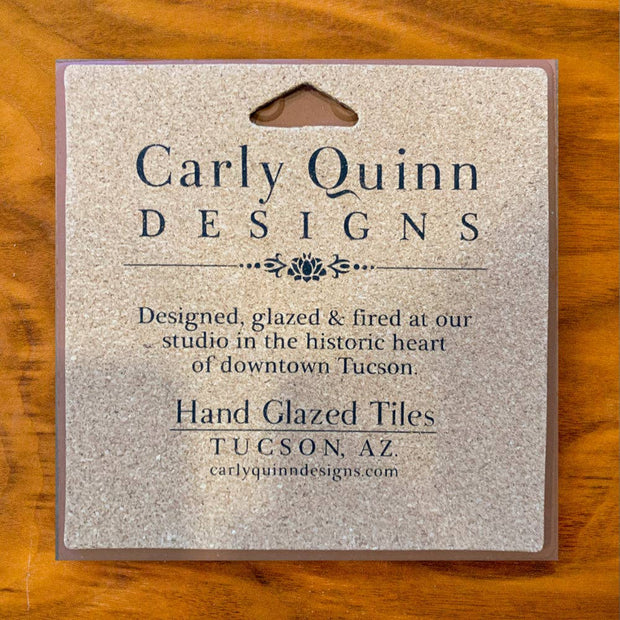 Carly Quinn
DESIGNS
Designed, glazed & fired at our
studio in the historic heart
of downtown Tucson.
Hand Glazed Tiles
TUCSON, AZ.
carlyquinndesigns.com